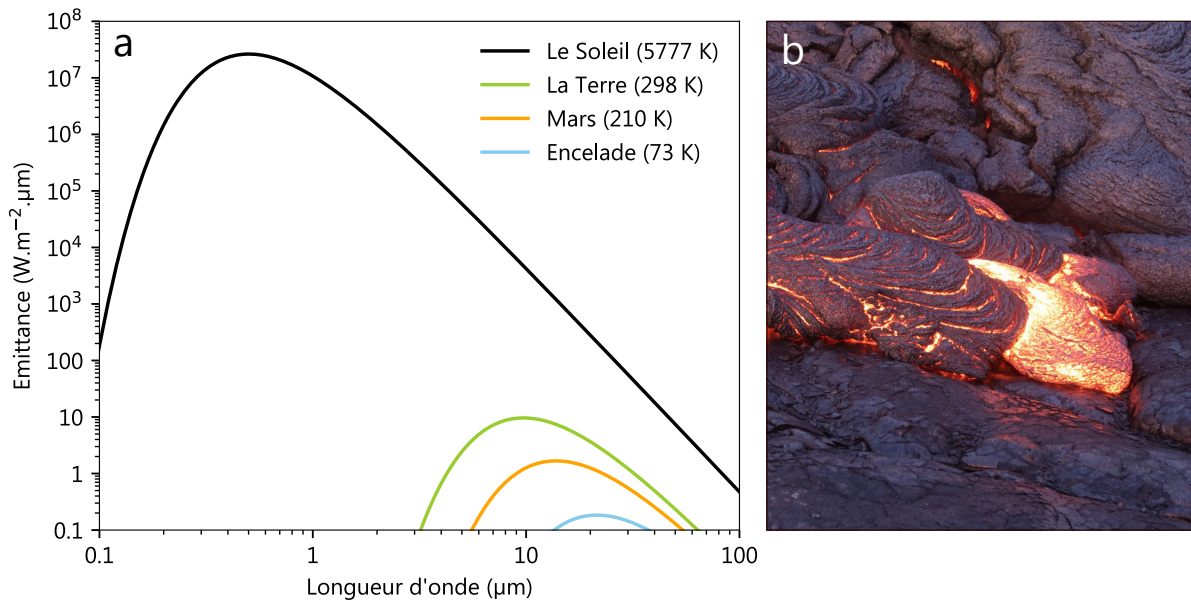 a
b
Le Soleil (5777 K)
La Terre (298 K)
Mars (210 K)
Encelade (73 K)
Emittance (W.m⁻².µm)
10⁸
10⁷
10⁶
10⁵
10⁴
10³
100
10
1
0.1
0.1 1 10 100
Longueur d'onde (µm)